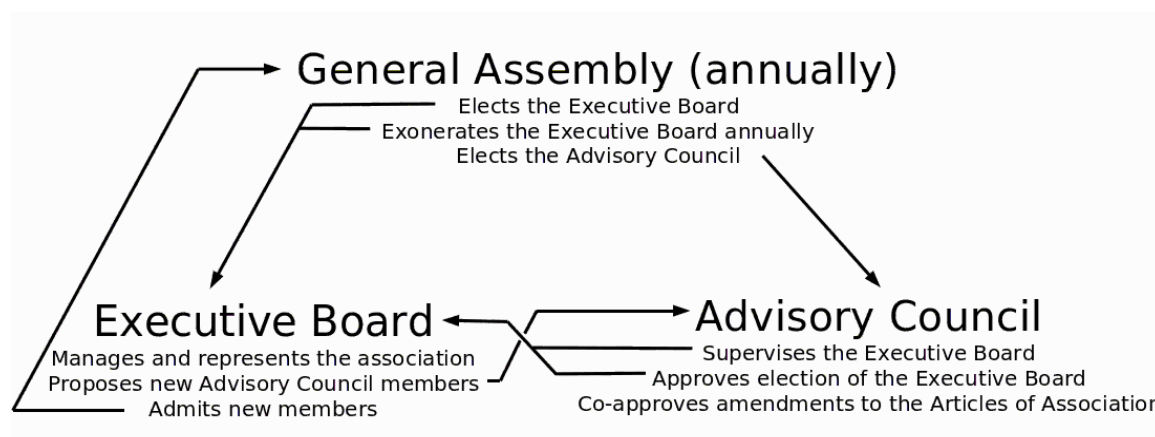 General Assembly (annually)
Elects the Executive Board
Exonerates the Executive Board annually
Elects the Advisory Council
Executive Board
Manages and represents the association
Proposes new Advisory Council members
Admits new members
Advisory Council
Supervises the Executive Board
Approves election of the Executive Board
Co-approves amendments to the Articles of Association